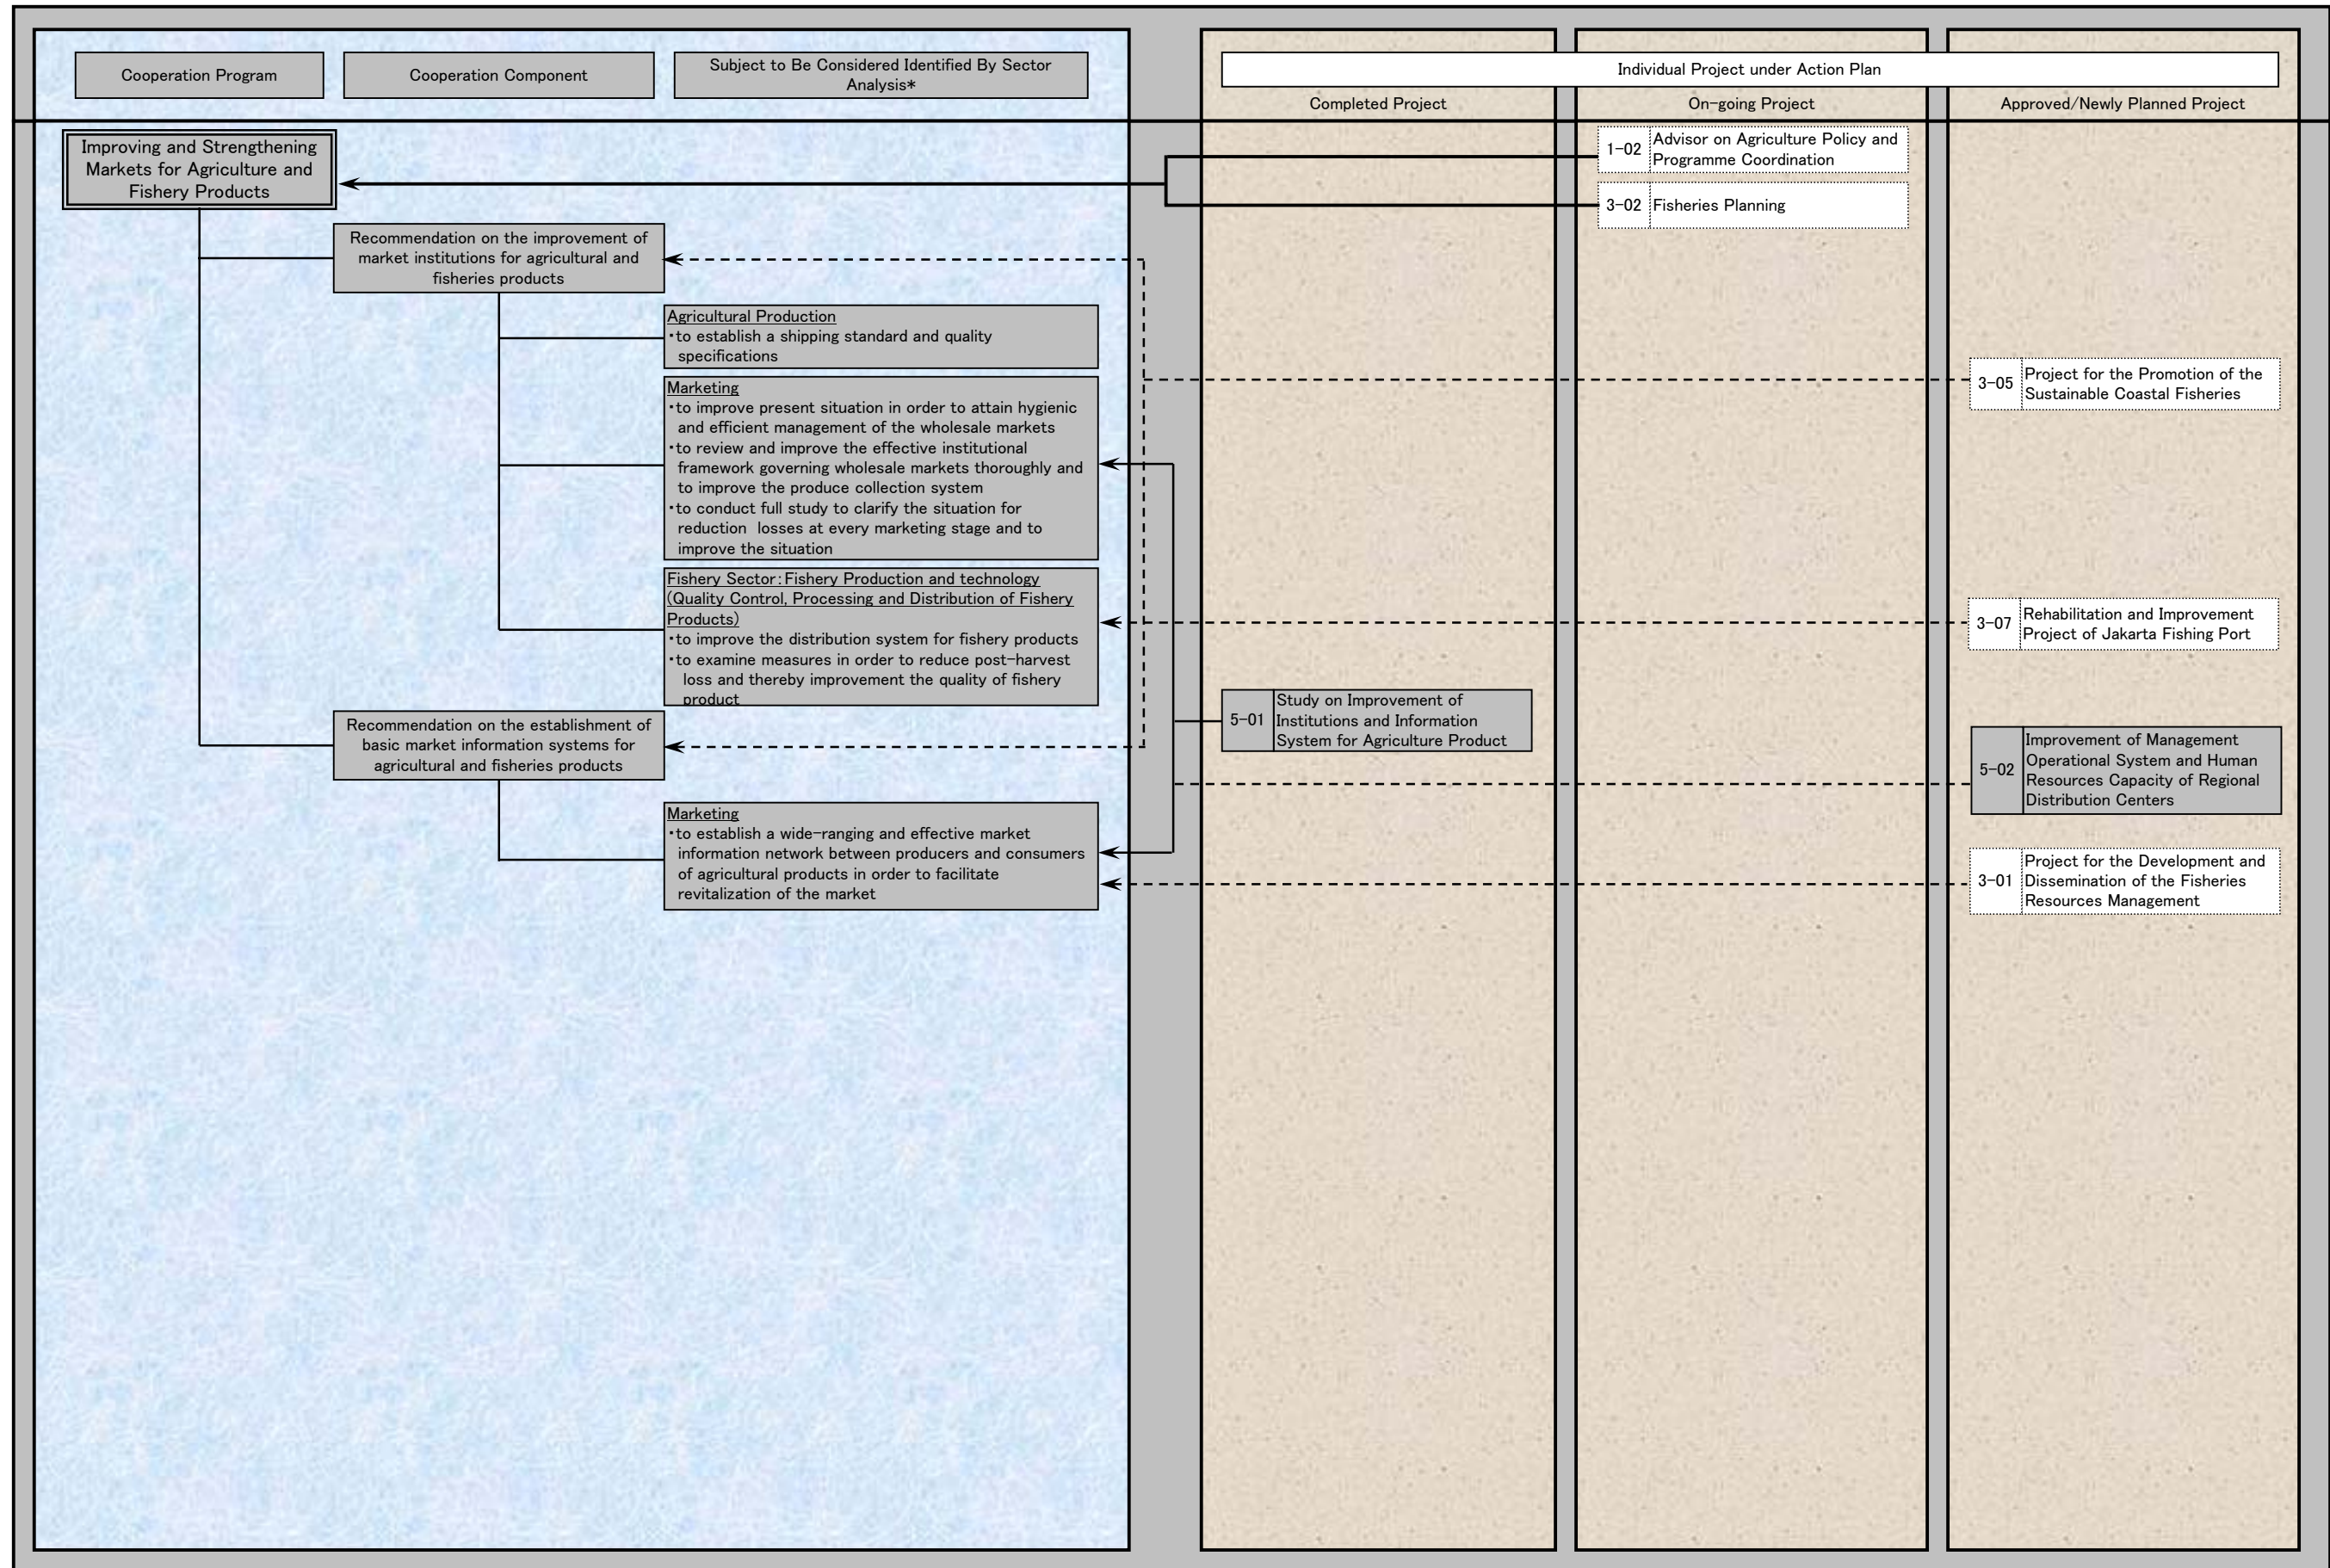 Cooperation Program
Cooperation Component
Subject to Be Considered Identified By Sector
Analysis*
Individual Project under Action Plan
Completed Project
On-going Project
Approved/Newly Planned Project
Improving and Strengthening
Markets for Agriculture and
Fishery Products
1-02
Advisor on Agriculture Policy and
Programme Coordination
3-02
Fisheries Planning
Recommendation on the improvement of
market institutions for agricultural and
fisheries products
Agricultural Production
・to establish a shipping standard and quality
specifications
Marketing
・to improve present situation in order to attain hygienic
and efficient management of the wholesale markets
・to review and improve the effective institutional
framework governing wholesale markets thoroughly and
to improve the produce collection system
・to conduct full study to clarify the situation for
reduction  losses at every marketing stage and to
improve the situation
3-05
Project for the Promotion of the
Sustainable Coastal Fisheries
Fishery Sector：Fishery Production and technology
(Quality Control, Processing and Distribution of Fishery
Products)
・to improve the distribution system for fishery products
・to examine measures in order to reduce post-harvest
loss and thereby improvement the quality of fishery
product
3-07
Rehabilitation and Improvement
Project of Jakarta Fishing Port
5-01
Study on Improvement of
Institutions and Information
System for Agriculture Product
Recommendation on the establishment of
basic market information systems for
agricultural and fisheries products
5-02
Improvement of Management
Operational System and Human
Resources Capacity of Regional
Distribution Centers
Marketing
・to establish a wide-ranging and effective market
information network between producers and consumers
of agricultural products in order to facilitate
revitalization of the market
3-01
Project for the Development and
Dissemination of the Fisheries
Resources Management